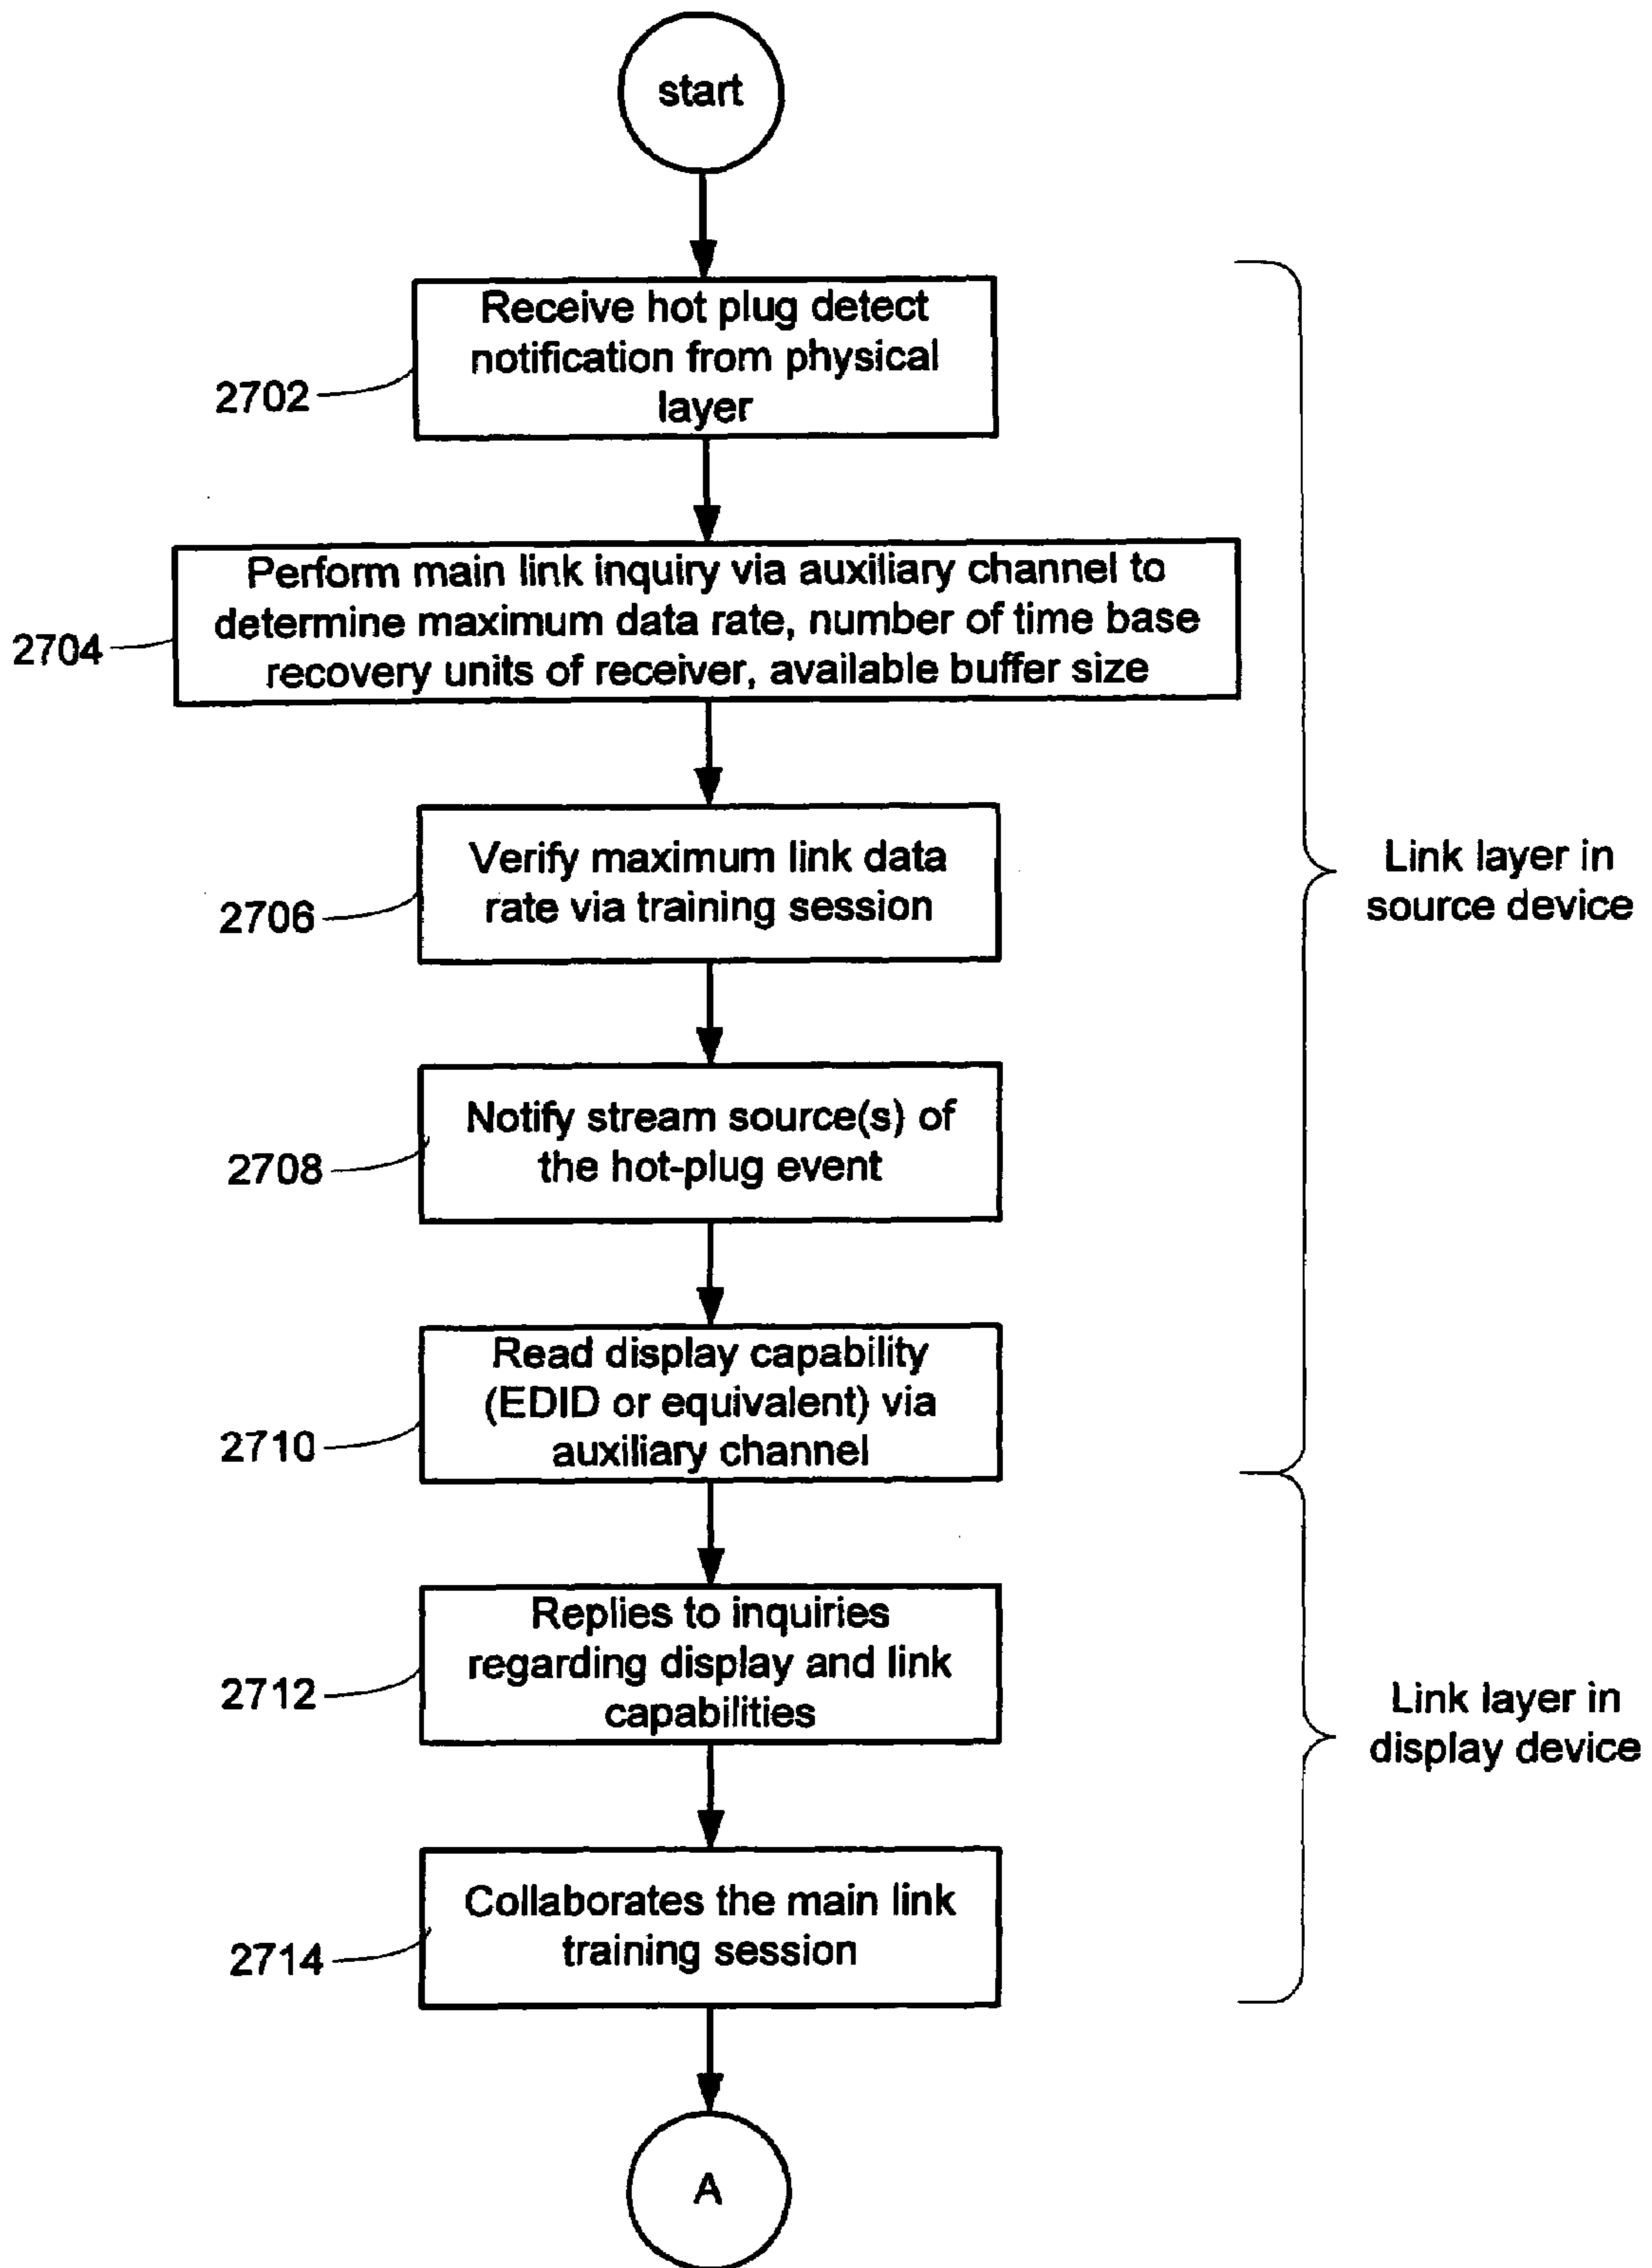 start
Receive hot plug detect
notification from physical
layer
2702
Perform main link inquiry via auxiliary channel to
determine maximum data rate, number of time base
recovery units of receiver, available buffer size
2704
Verify maximum link data
rate via training session
2706
Link layer in
source device
Notify stream source(s) of
the hot-plug event
2708
Read display capability
(EDID or equivalent) via
auxiliary channel
2710
Replies to inquiries
regarding display and link
capabilities
2712
Link layer in
display device
Collaborates the main link
training session
2714
A